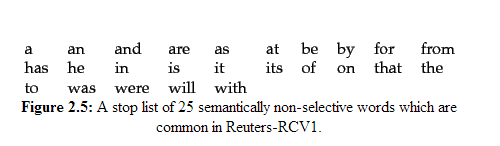 a an and are as at be by for from
has he in is it its of on that the
to was were will with
Figure 2.5: A stop list of 25 semantically non-selective words which are
common in Reuters-RCV1.